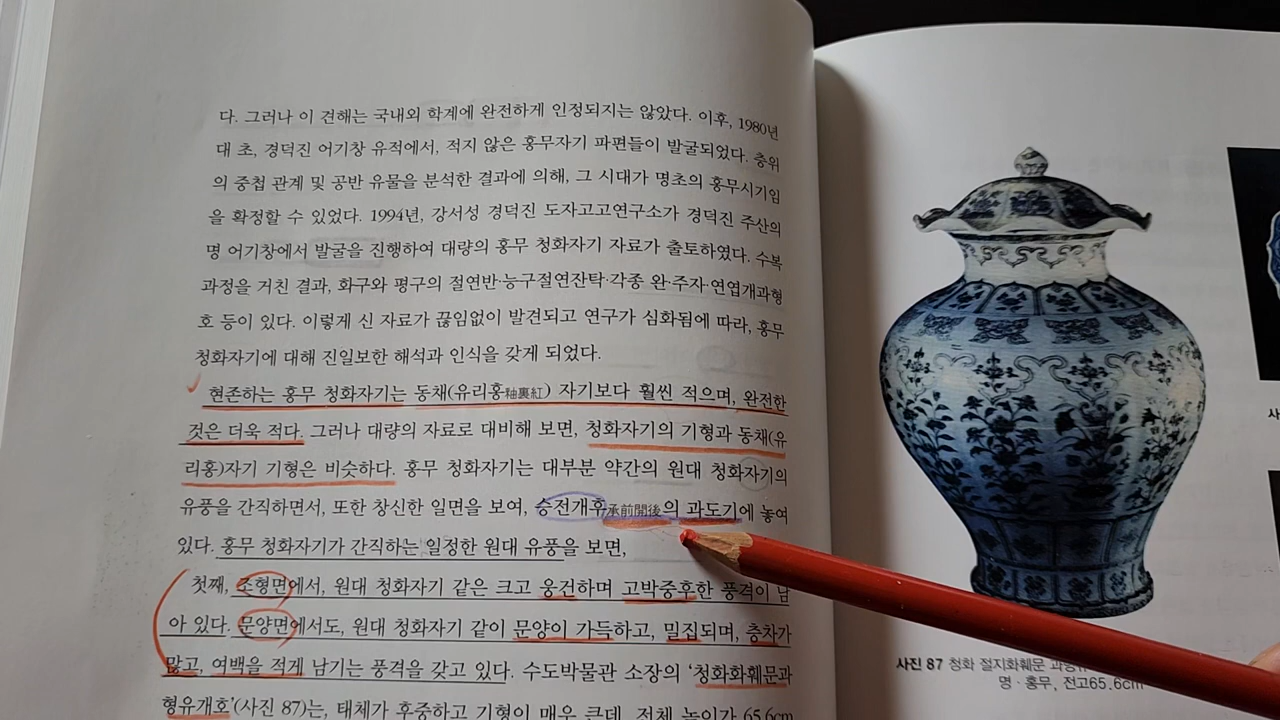 다. 그러나 이 견해는 국내외 학계에 완전하게 인정되지는 않았다. 이후, 1980년
대 초, 경덕진 어기창 유적에서, 적지 않은 홍무자기 파편들이 발굴되었다. 층위
의 중첩 관계 및 공반 유물을 분석한 결과에 의해, 그 시대가 명초의 홍무시기임
을 확정할 수 있었다. 1994년, 강서성 경덕진 도자고고연구소가 경덕진 주산의
명 어기창에서 발굴을 진행하여 대량의 홍무 청화자기 자료가 출토하였다. 수복
과정을 거친 결과, 화구와 평구의 절연반·능구절연잔탁·각종 완·주자·연엽개과형
호 등이 있다. 이렇게 신 자료가 끊임없이 발견되고 연구가 심화됨에 따라, 홍무
청화자기에 대해 진일보한 해석과 인식을 갖게 되었다.
현존하는 홍무 청화자기는 동채(유리홍釉裏紅) 자기보다 훨씬 적으며, 완전한
것은 더욱 적다. 그러나 대량의 자료로 대비해 보면, 청화자기의 기형과 동채(유
리홍)자기 기형은 비슷하다. 홍무 청화자기는 대부분 약간의 원대 청화자기의
유풍을 간직하면서, 또한 창신한 일면을 보여, 승전개후承前開後의 과도기에 놓여
있다. 홍무 청화자기가 간직하는 일정한 원대 유풍을 보면,
첫째, 조형면에서, 원대 청화자기 같은 크고 웅건하며 고박중후한 풍격이 남
아 있다. 문양면에서도, 원대 청화자기 같이 문양이 가득하고, 밀집되며, 층차가
많고, 여백을 적게 남기는 풍격을 갖고 있다. 수도박물관 소장의 '청화화훼문과
형유개호'(사진 87)는, 태체가 후중하고 기형이 매우 큰데, 전체 높이가 65.6cm
사진 87 청화 절지화훼문
명·홍무, 전고65.6cm